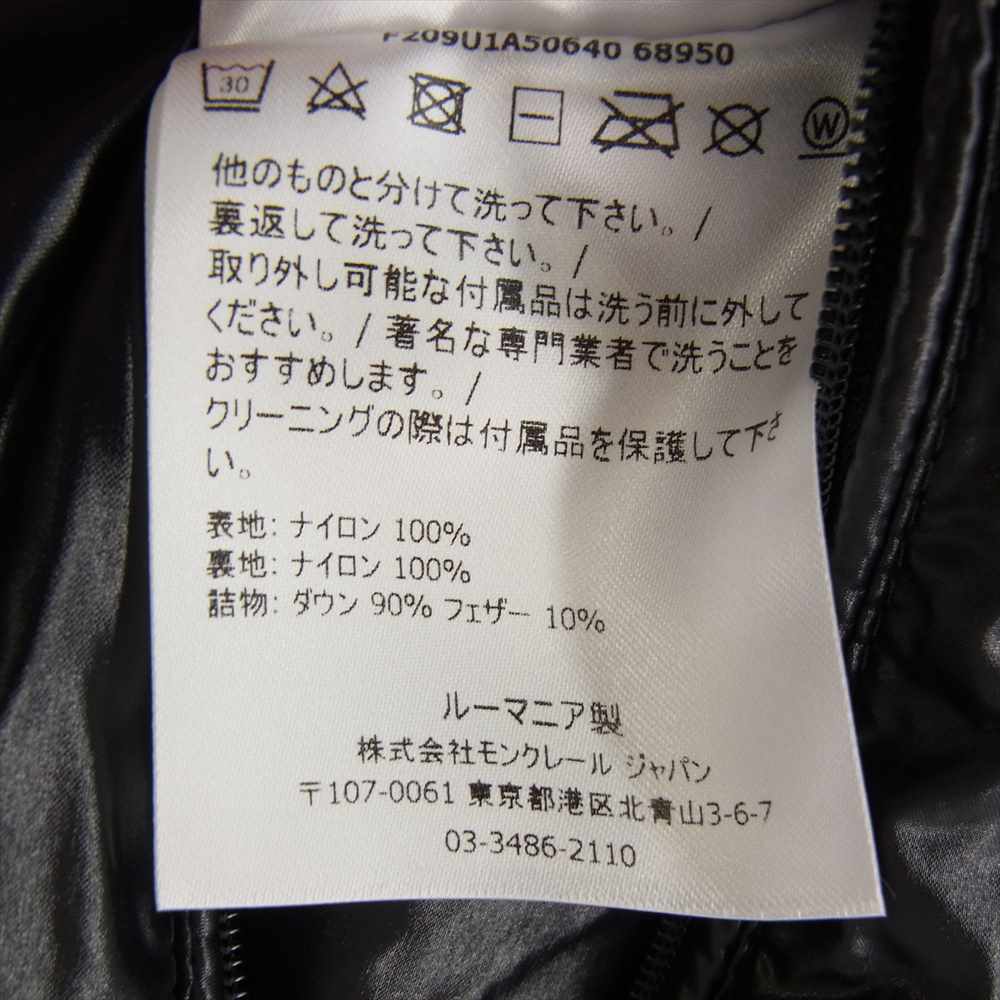 F209U1A50640 68950
30
W
他のものと分けて洗って下さい。/
裏返して洗って下さい。/
取り外し可能な付属品は洗う前に外して
ください。/ 著名な専門業者で洗うことを
おすすめします。/
クリーニングの際は付属品を保護して下さ
い。
表地: ナイロン 100%
裏地: ナイロン 100%
詰物: ダウン 90% フェザー 10%
ルーマニア製
株式会社モンクレール ジャパン
〒107-0061 東京都港区北青山3-6-7
03-3486-2110